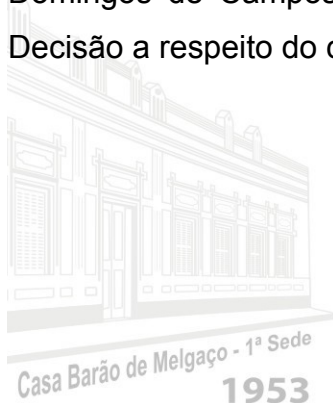 Domingos de Campos
Decisão a respeito do
Casa Barão de Melgaço - 1ª Sede
1953